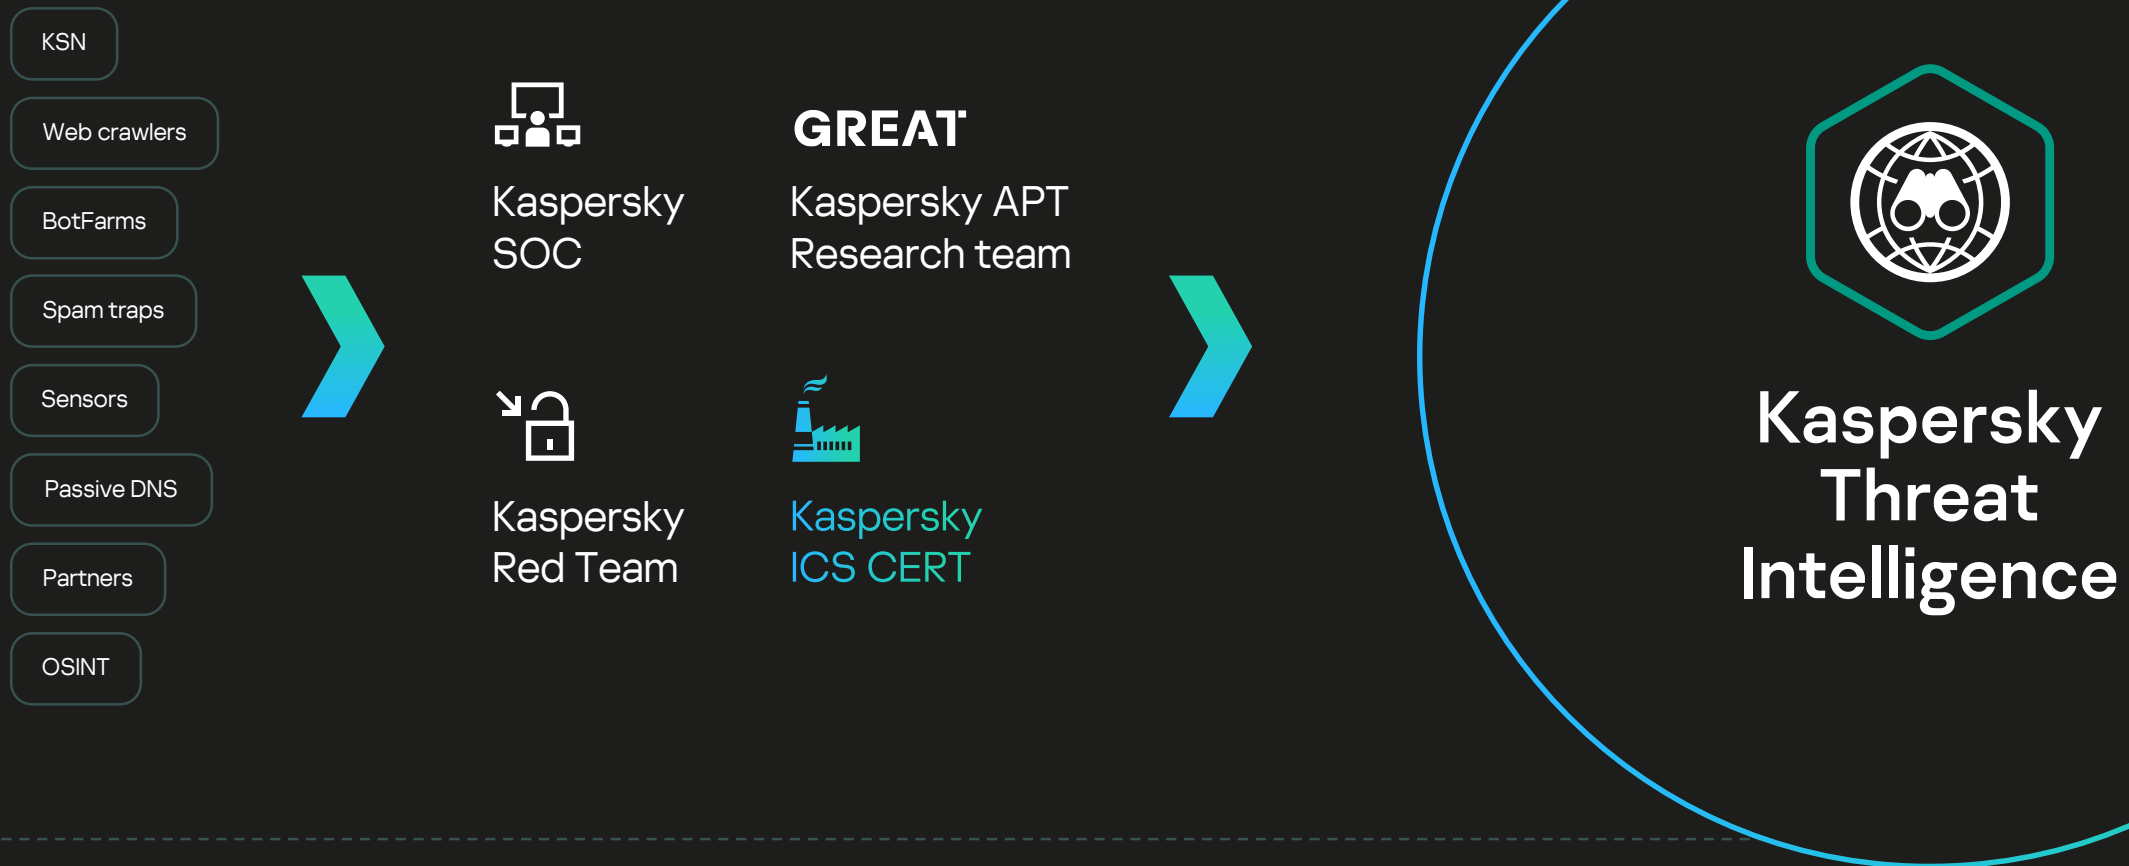 KSN
Web crawlers
BotFarms
Spam traps
Sensors
Passive DNS
Partners
OSINT
Kaspersky
SOC
GREAT
Kaspersky APT
Research team
Kaspersky
Red Team
Kaspersky
ICS CERT
Kaspersky
Threat
Intelligence